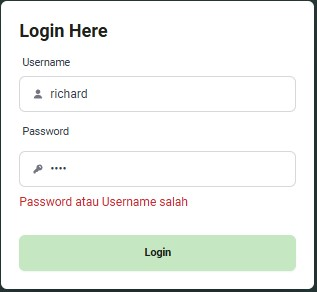 Login Here
Username
richard
Password
••••
Password atau Username salah
Login